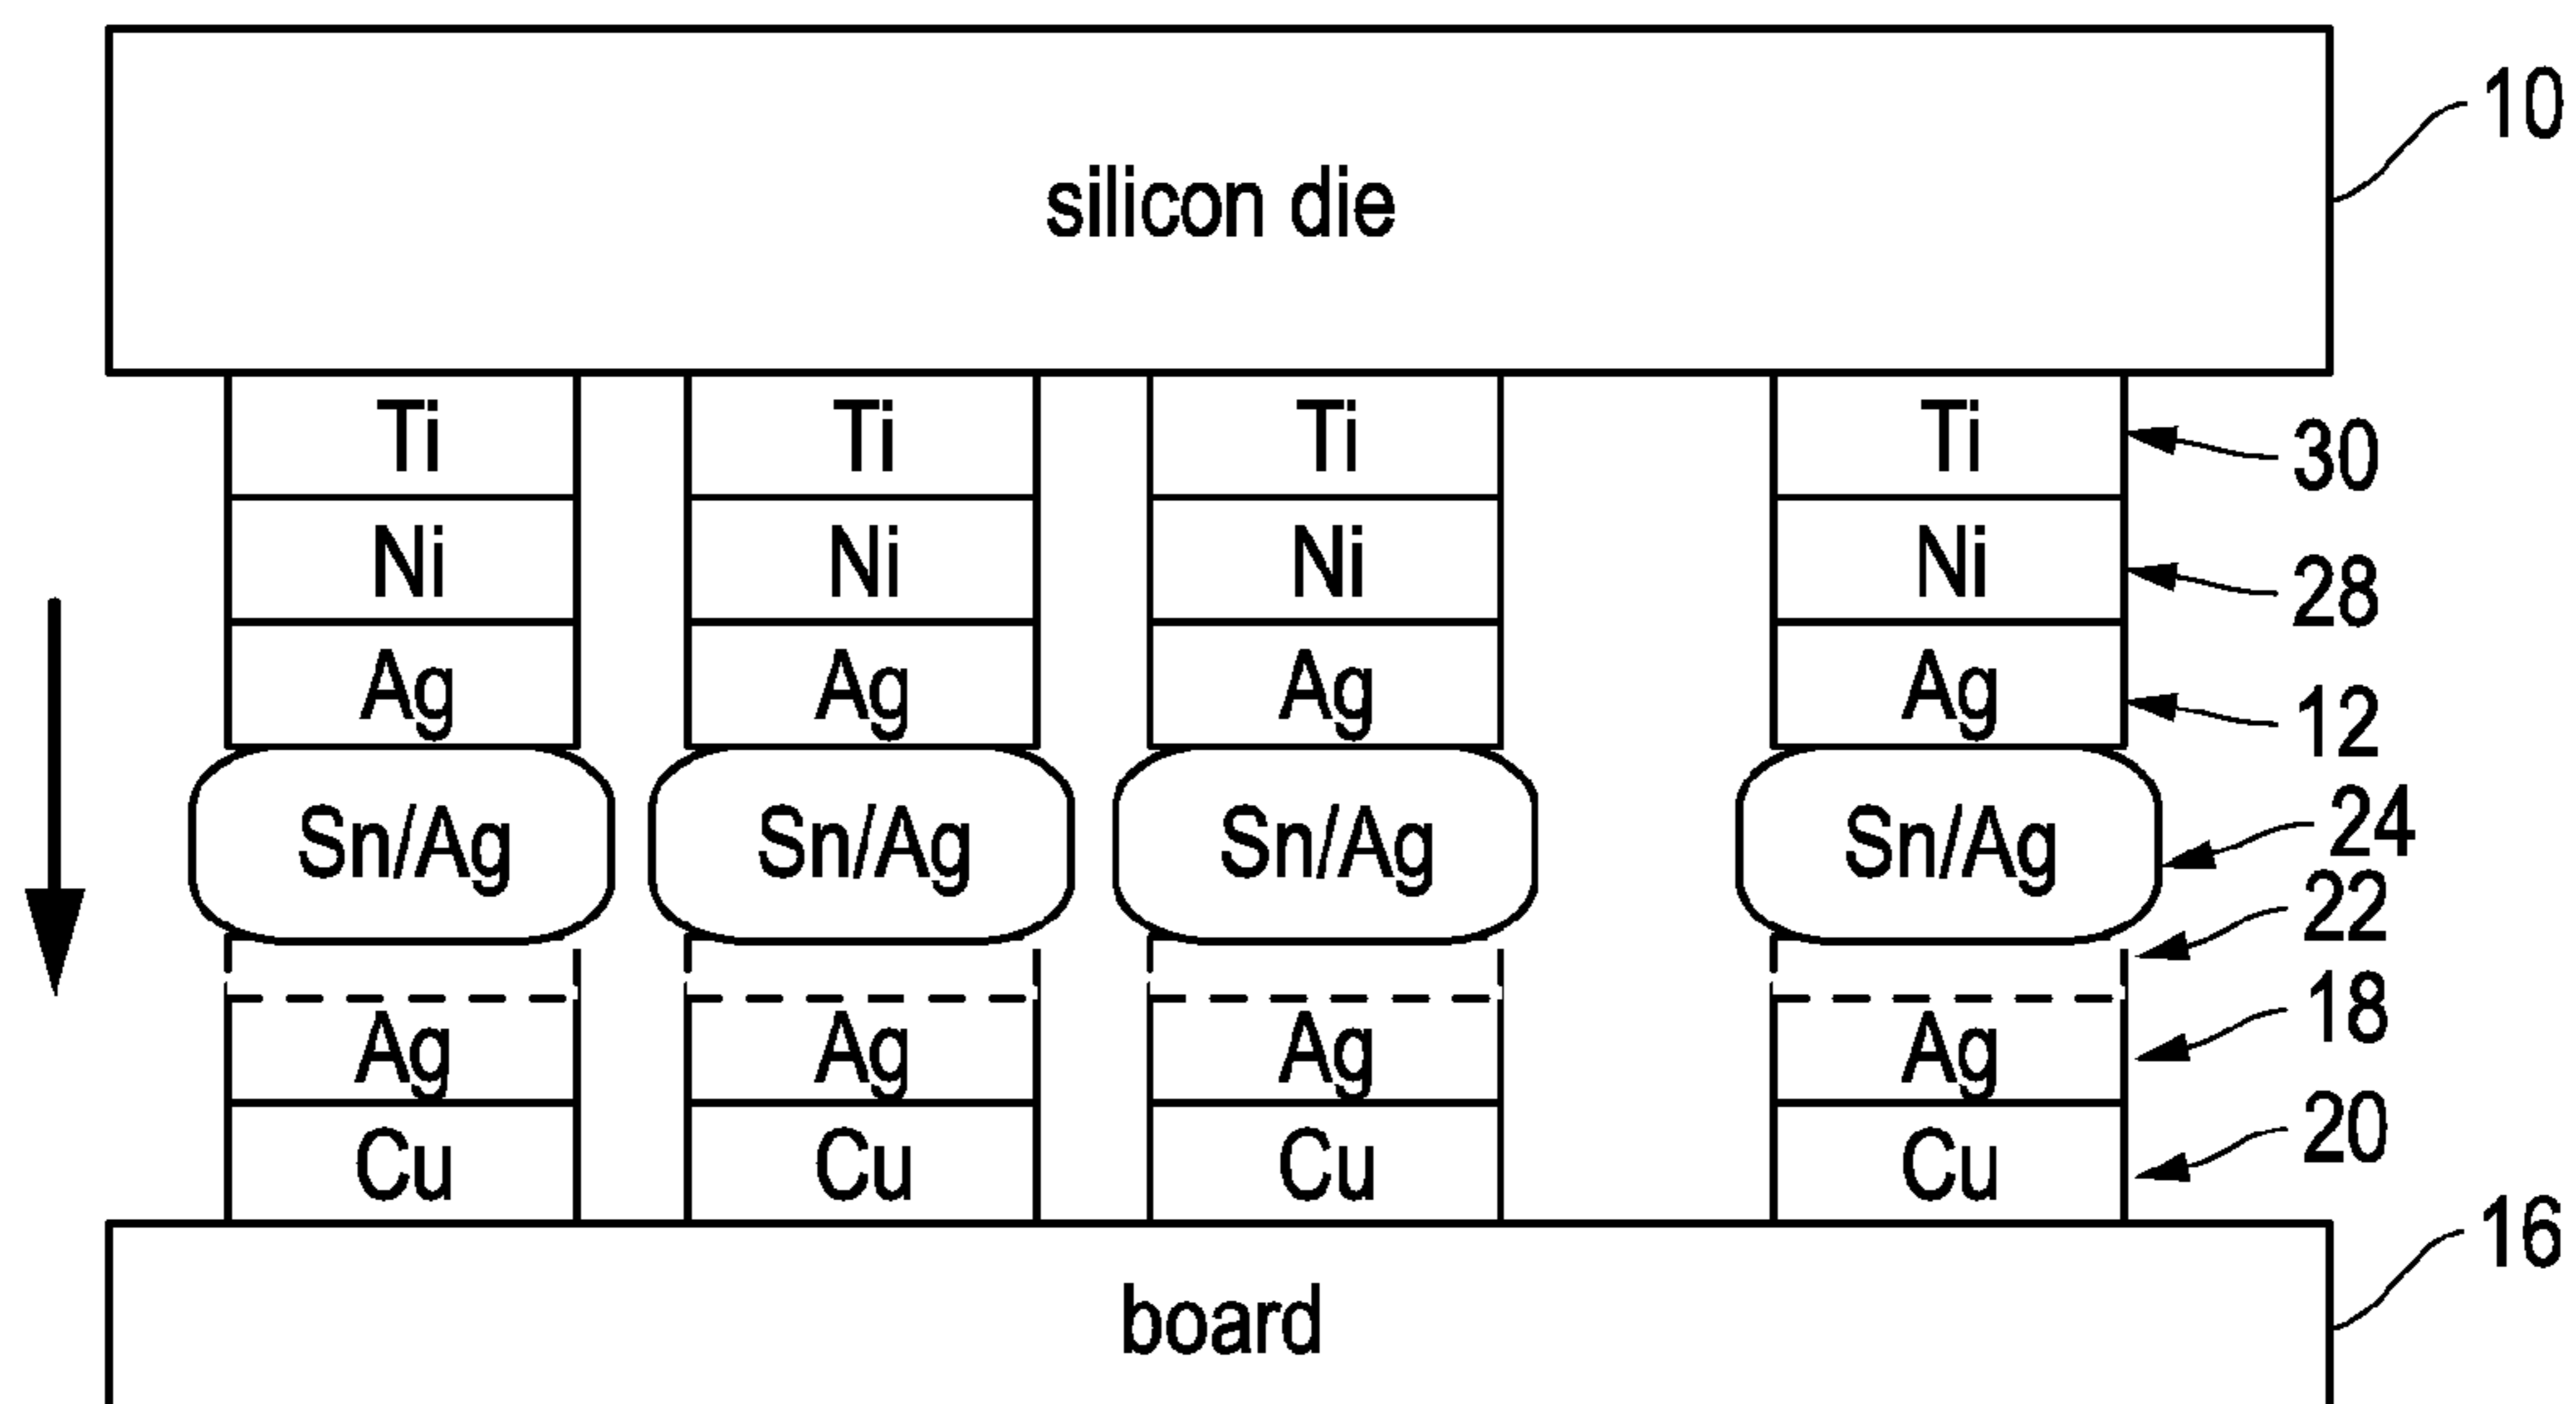 10
silicon die
Ti Ti Ti Ti 30
Ni Ni Ni Ni 28
Ag Ag Ag Ag 12
Sn/Ag Sn/Ag Sn/Ag Sn/Ag 24
22
Ag Ag Ag Ag 18
Cu Cu Cu Cu 20
16
board